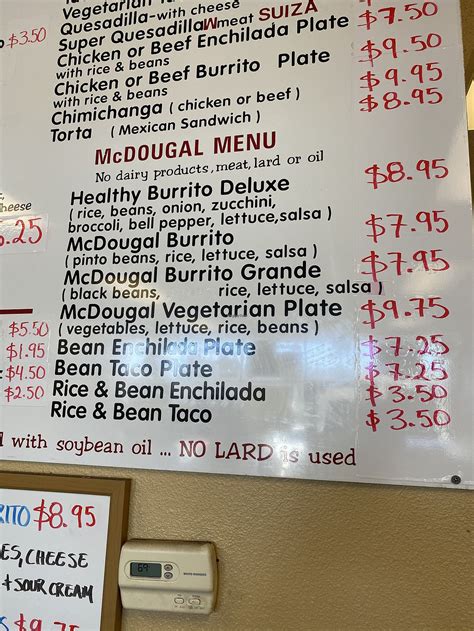 Vegetarian
Quesadilla-with cheese
$3.50
Super Quesadilla W meat SUIZA $7.50
Chicken or Beef Enchilada Plate
with rice & beans
$9.50
Chicken or Beef Burrito Plate
with rice & beans
$9.95
Chimichanga ( chicken or beef ) $8.95
Torta ( Mexican Sandwich )
McDOUGAL MENU
No dairy products, meat, lard or oil
Healthy Burrito Deluxe $8.95
( rice, beans, onion, zucchini,
broccoli, bell pepper, lettuce,salsa )
cheese
.25
McDougal Burrito $7.95
( pinto beans, rice, lettuce, salsa )
McDougal Burrito Grande $7.95
( black beans, rice, lettuce, salsa )
McDougal Vegetarian Plate $9.75
( vegetables, lettuce, rice, beans )
$5.50
Bean Enchilada Plate $7.25
$1.95
Bean Taco Plate $7.25
$4.50
Rice & Bean Enchilada $3.50
$2.50
Rice & Bean Taco $3.50
with soybean oil ... NO LARD is used
RITO $8.95
ES, CHEESE
+ SOUR CREAM
$9.75
69